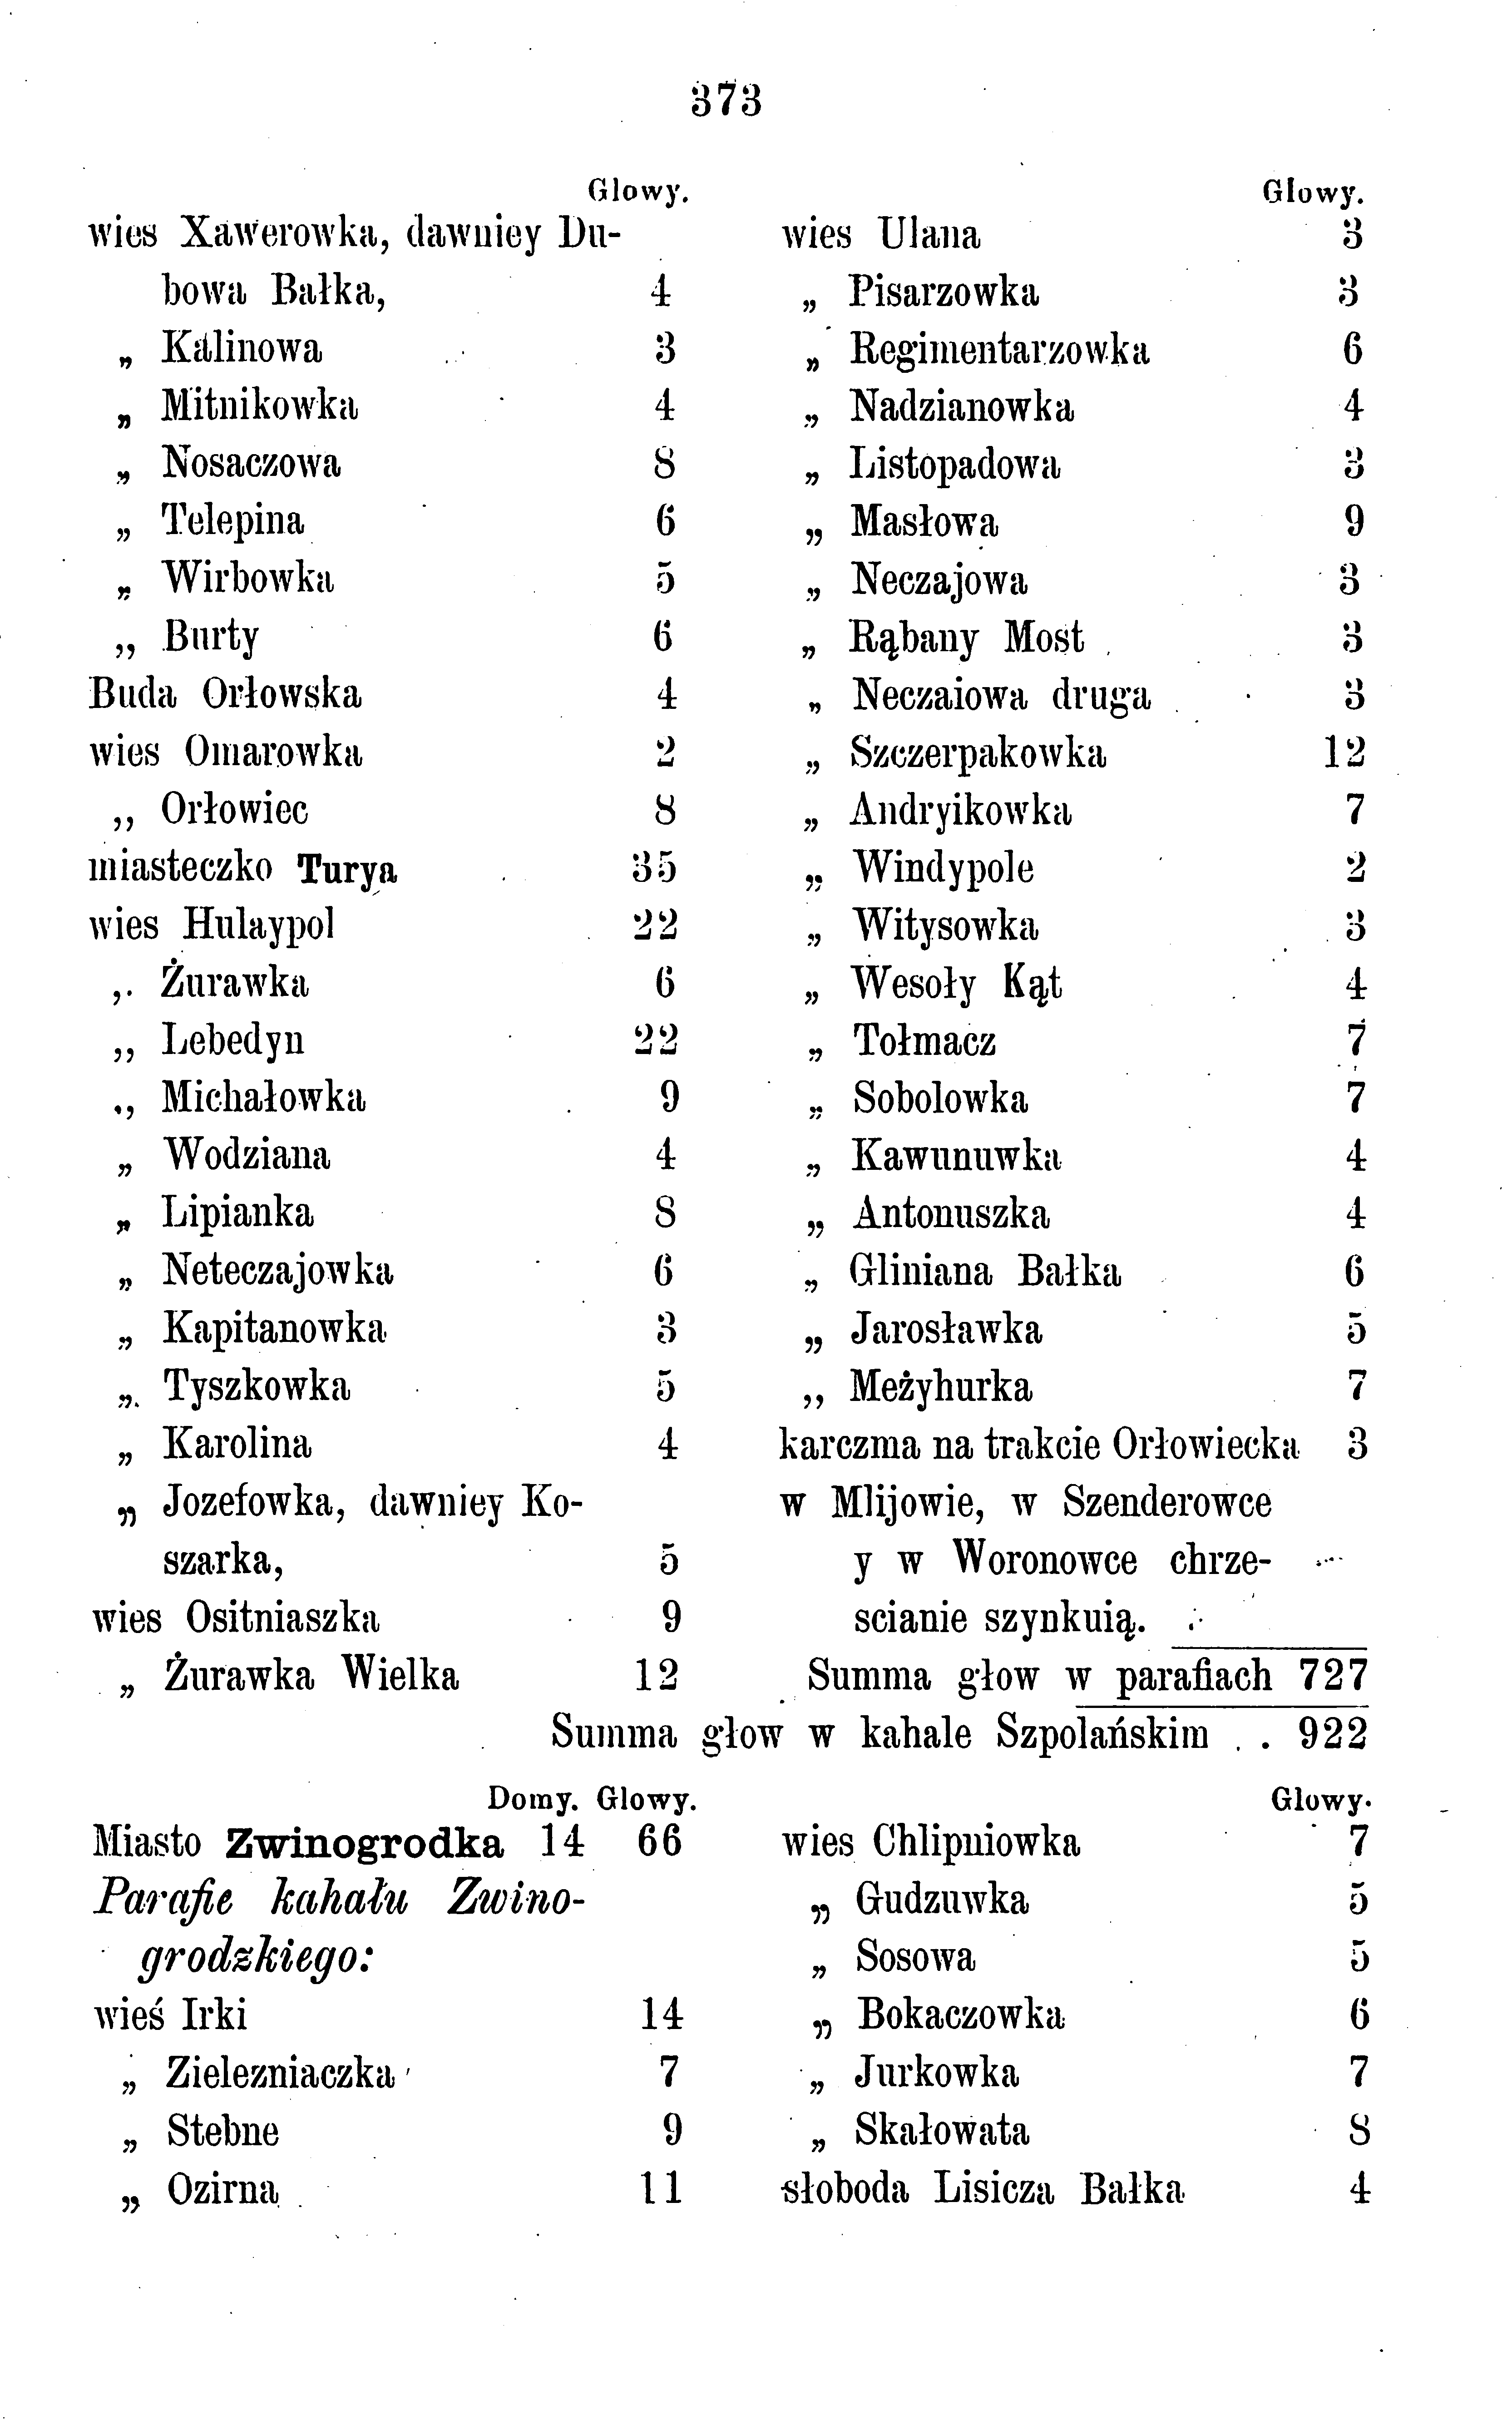 373
Glowy.
wies Xawerowka, dawniey Du-
bowa Bałka, 4
„ Kalinowa 3
„ Mitnikowka 4
„ Nosaczowa 8
„ Telepina 6
„ Wirbowka 5
,, Burty 6
Buda Orłowska 4
wies Omarowka 2
,, Orłowiec 8
miasteczko Turya 35
wies Hulaypol 22
,. Żurawka 6
,, Lebedyn 22
., Michałowka 9
„ Wodziana 4
„ Lipianka 8
„ Neteczajowka 6
„ Kapitanowka 3
„ Tyszkowka 5
„ Karolina 4
„ Jozefowka, dawniey Ko-
szarka, 5
wies Ositniaszka 9
„ Żurawka Wielka 12
Glowy.
wies Ulana 3
„ Pisarzowka 3
„ Regimentarzowka 6
„ Nadzianowka 4
„ Listopadowa 3
„ Masłowa 9
„ Neczajowa 3
„ Rąbany Most 3
„ Neczaiowa druga 3
„ Szczerpakowka 12
„ Andryikowka 7
„ Windypole 2
„ Witysowka 3
„ Wesoły Kąt 4
„ Tołmacz 7
„ Sobolowka 7
„ Kawunuwka 4
„ Antonuszka 4
„ Gliniana Bałka 6
„ Jarosławka 5
,, Meżyhurka 7
karczma na trakcie Orłowiecka 3
w Mlijowie, w Szenderowce
y w Woronowce chrze-
scianie szynkuią.
Summa głow w parafiach 727
Summa głow w kahale Szpolańskim . . 922
Domy. Glowy.
Miasto Zwinogrodka 14 66
Parafie kahału Zwino-
grodzkiego:
wieś Irki 14
„ Zielezniaczka 7
„ Stebne 9
„ Ozirna 11
Glowy.
wies Chlipniowka 7
„ Gudzuwka 5
„ Sosowa 5
„ Bokaczowka 6
„ Jurkowka 7
„ Skałowata 8
słoboda Lisicza Bałka 4